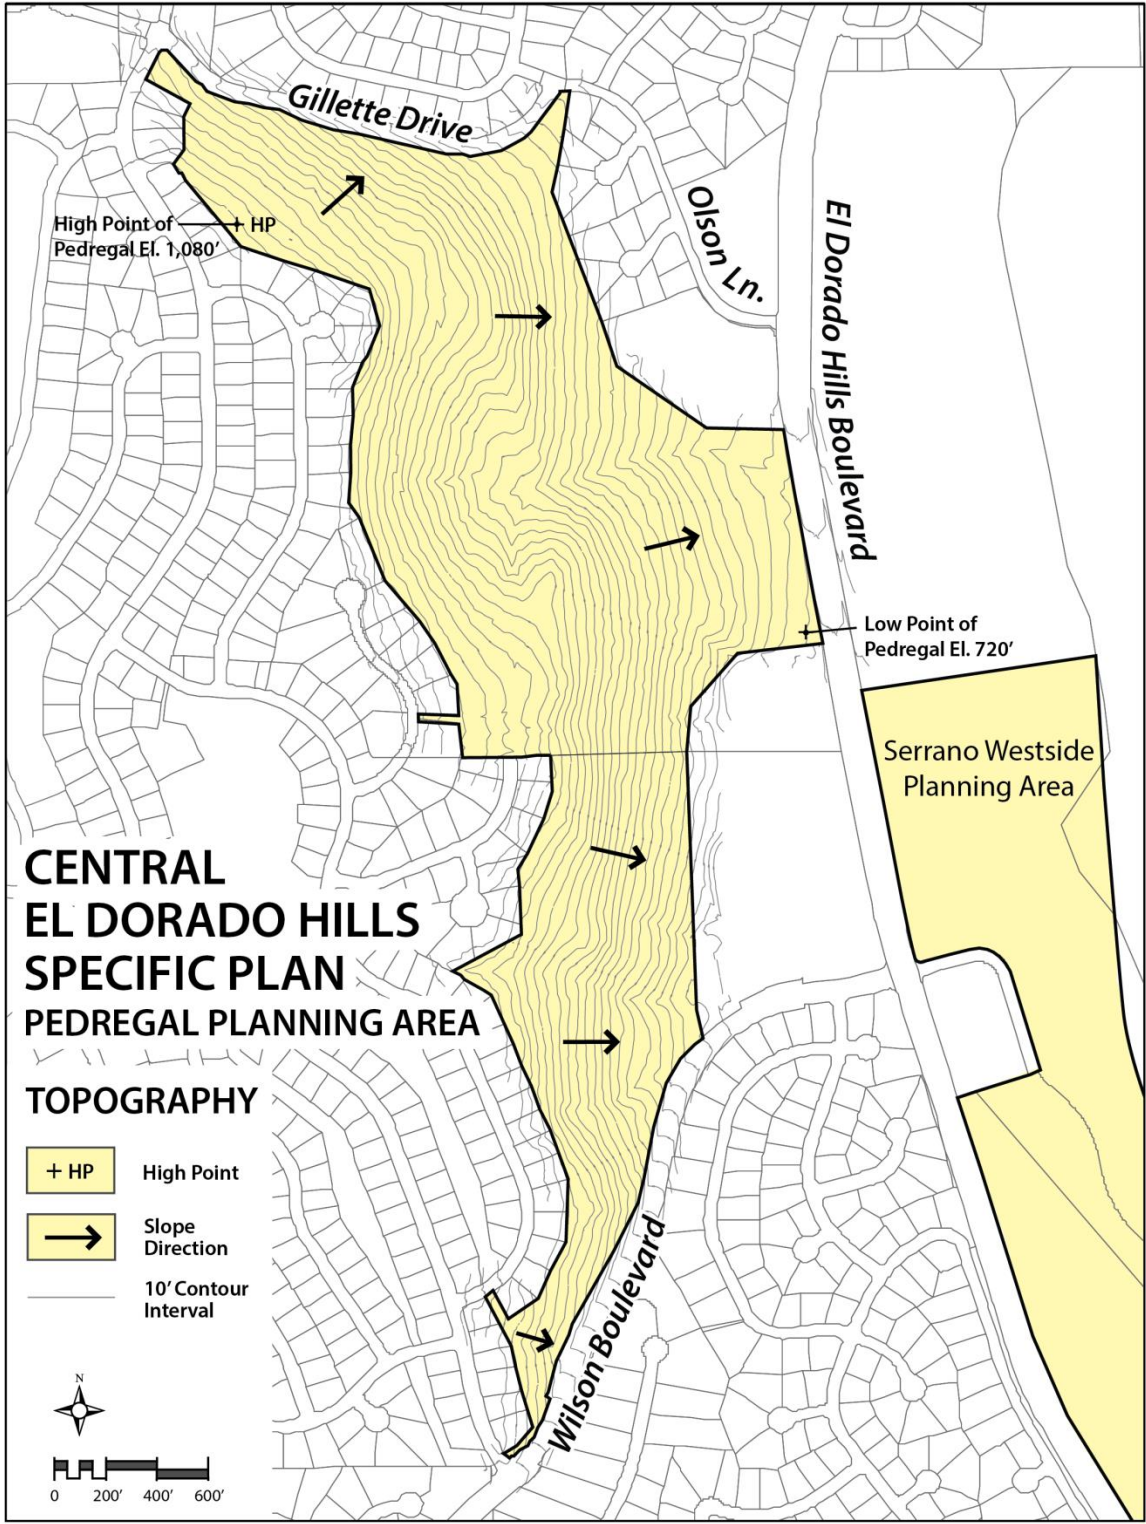 Gillette Drive
High Point of
Pedregal El. 1,080′
HP
Olson Ln.
El Dorado Hills Boulevard
Low Point of
Pedregal El. 720′
Serrano Westside
Planning Area
CENTRAL
EL DORADO HILLS
SPECIFIC PLAN
PEDREGAL PLANNING AREA
TOPOGRAPHY
+ HP
High Point
Slope
Direction
10′ Contour
Interval
Wilson Boulevard
N
0 200′ 400′ 600′